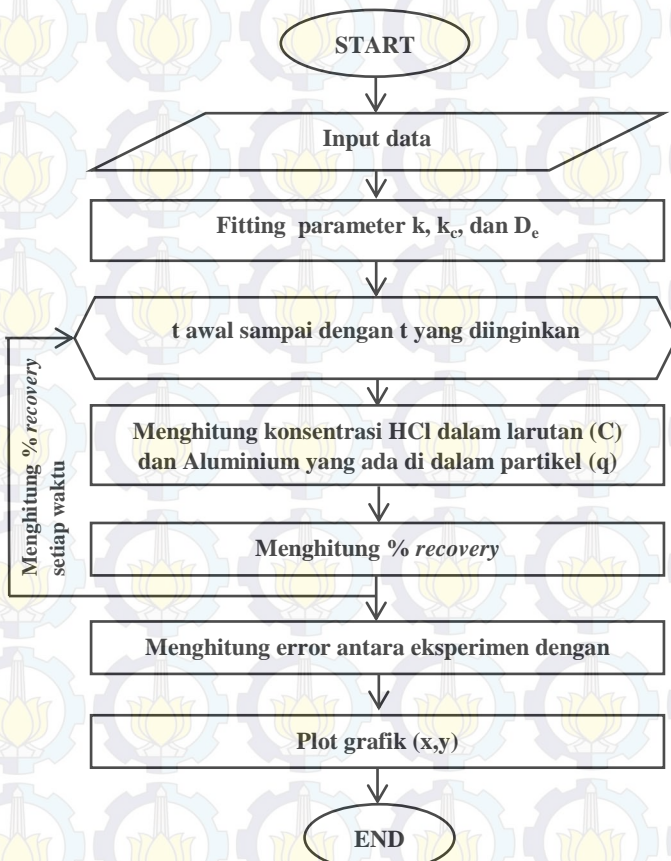 START
Input data
Fitting parameter k, kc, dan De
t awal sampai dengan t yang diinginkan
Menghitung % recovery
setiap waktu
Menghitung konsentrasi HCl dalam larutan (C)
dan Aluminium yang ada di dalam partikel (q)
Menghitung % recovery
Menghitung error antara eksperimen dengan
Plot grafik (x,y)
END